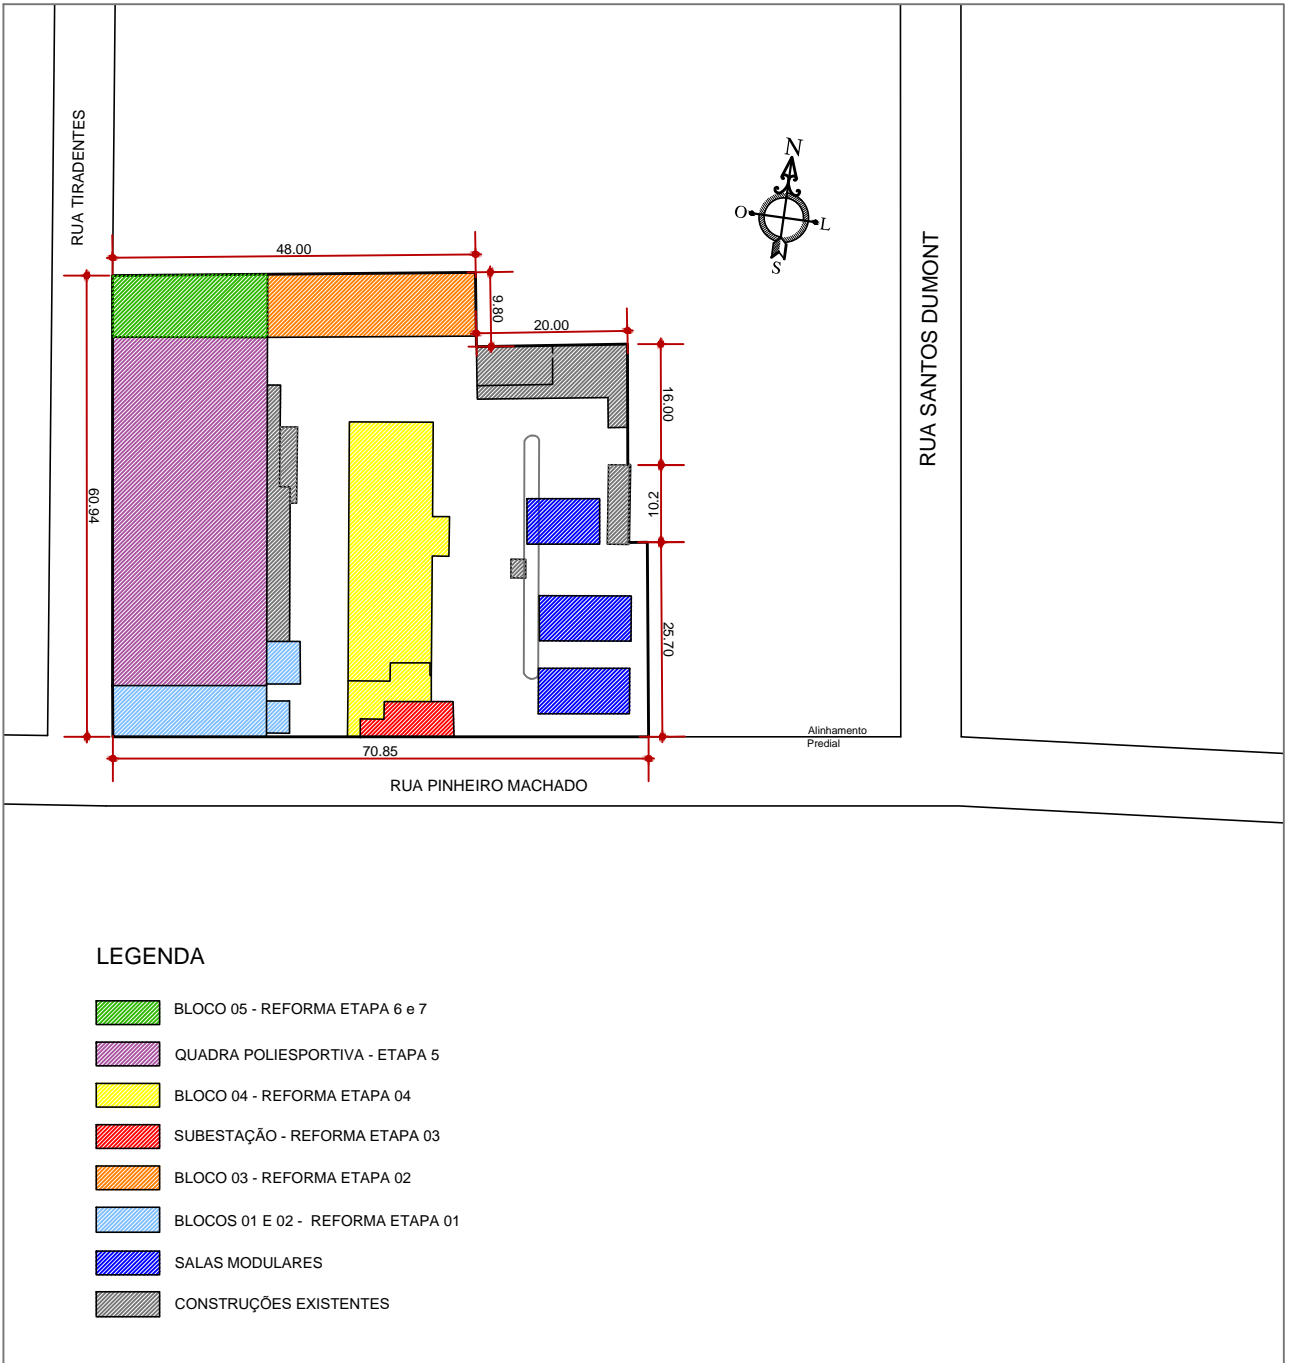 RUA TIRADENTES
N
O
L
S
RUA SANTOS DUMONT
48.00
9.80
20.00
16.00
60.94
10.2
25.70
Alinhamento
Predial
70.85
RUA PINHEIRO MACHADO
LEGENDA
BLOCO 05 - REFORMA ETAPA 6 e 7
QUADRA POLIESPORTIVA - ETAPA 5
BLOCO 04 - REFORMA ETAPA 04
SUBESTAÇÃO - REFORMA ETAPA 03
BLOCO 03 - REFORMA ETAPA 02
BLOCOS 01 E 02 - REFORMA ETAPA 01
SALAS MODULARES
CONSTRUÇÕES EXISTENTES